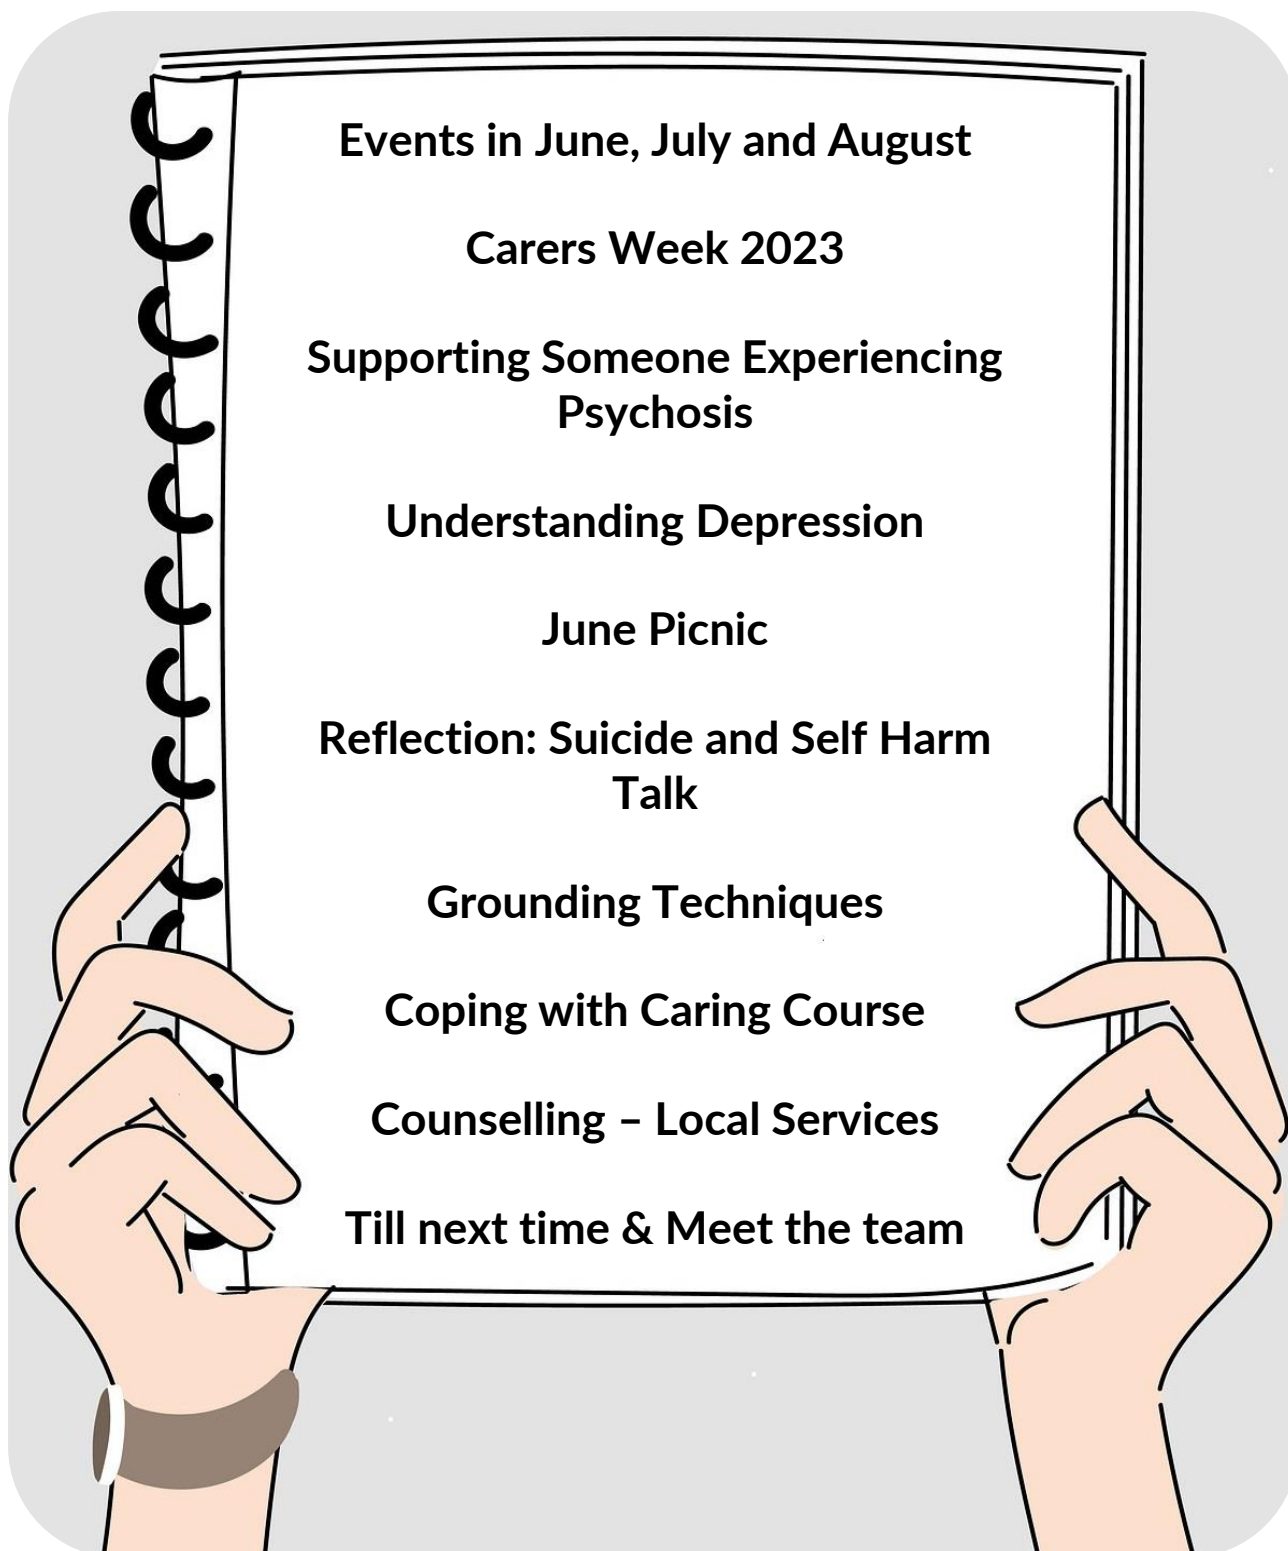 Events in June, July and August
Carers Week 2023
Supporting Someone Experiencing
Psychosis
Understanding Depression
June Picnic
Reflection: Suicide and Self Harm
Talk
Grounding Techniques
Coping with Caring Course
Counselling – Local Services
Till next time & Meet the team